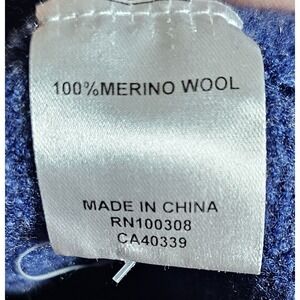 100%MERINO WOOL
MADE IN CHINA
RN100308
CA40339